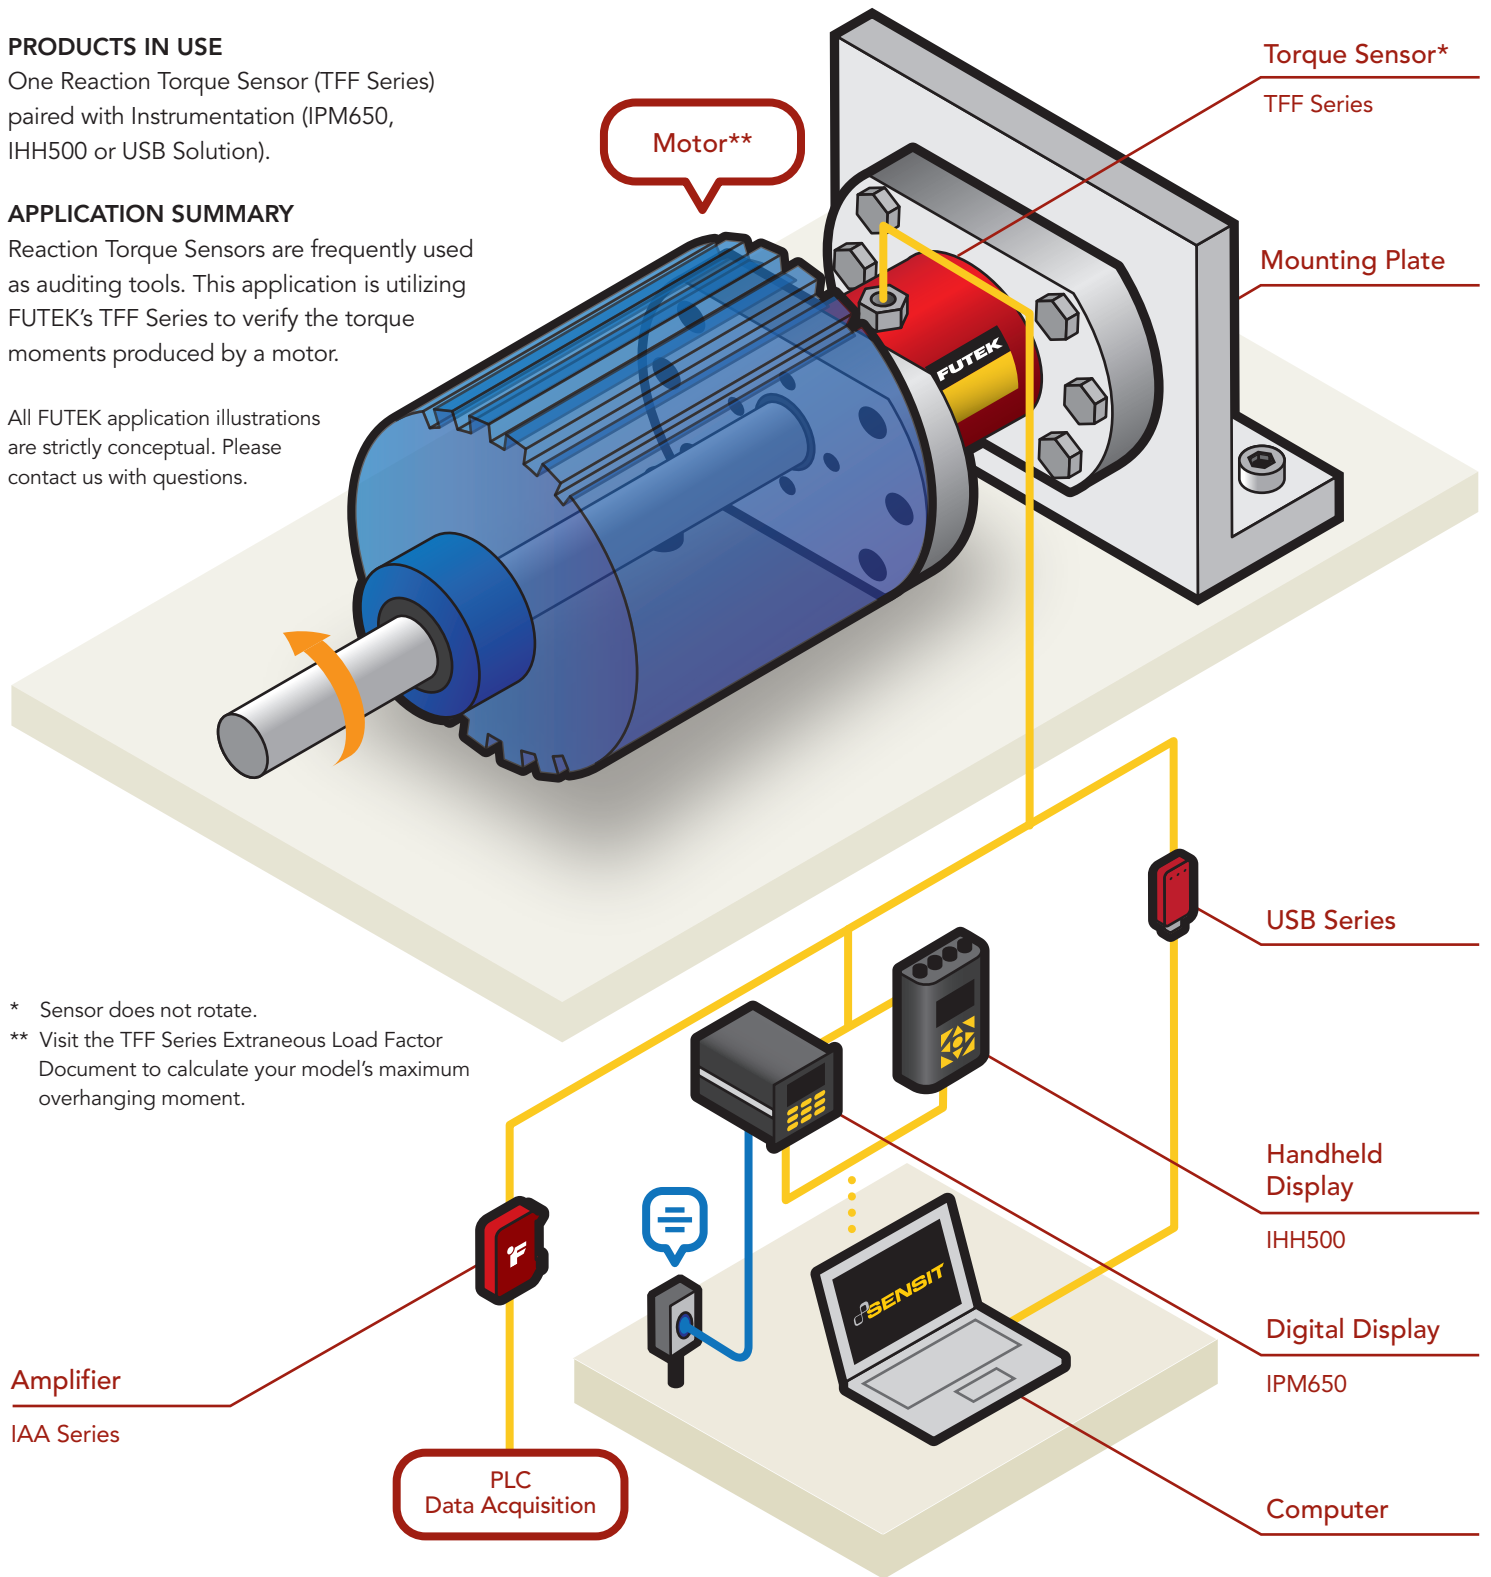 PRODUCTS IN USE
One Reaction Torque Sensor (TFF Series)
paired with Instrumentation (IPM650,
IHH500 or USB Solution).
APPLICATION SUMMARY
Reaction Torque Sensors are frequently used
as auditing tools. This application is utilizing
FUTEK’s TFF Series to verify the torque
moments produced by a motor.
All FUTEK application illustrations
are strictly conceptual. Please
contact us with questions.
Motor**
Torque Sensor*
TFF Series
Mounting Plate
FUTEK
USB Series
* Sensor does not rotate.
** Visit the TFF Series Extraneous Load Factor
Document to calculate your model’s maximum
overhanging moment.
Handheld
Display
IHH500
SENSIT
Digital Display
IPM650
F
Amplifier
IAA Series
PLC
Data Acquisition
Computer